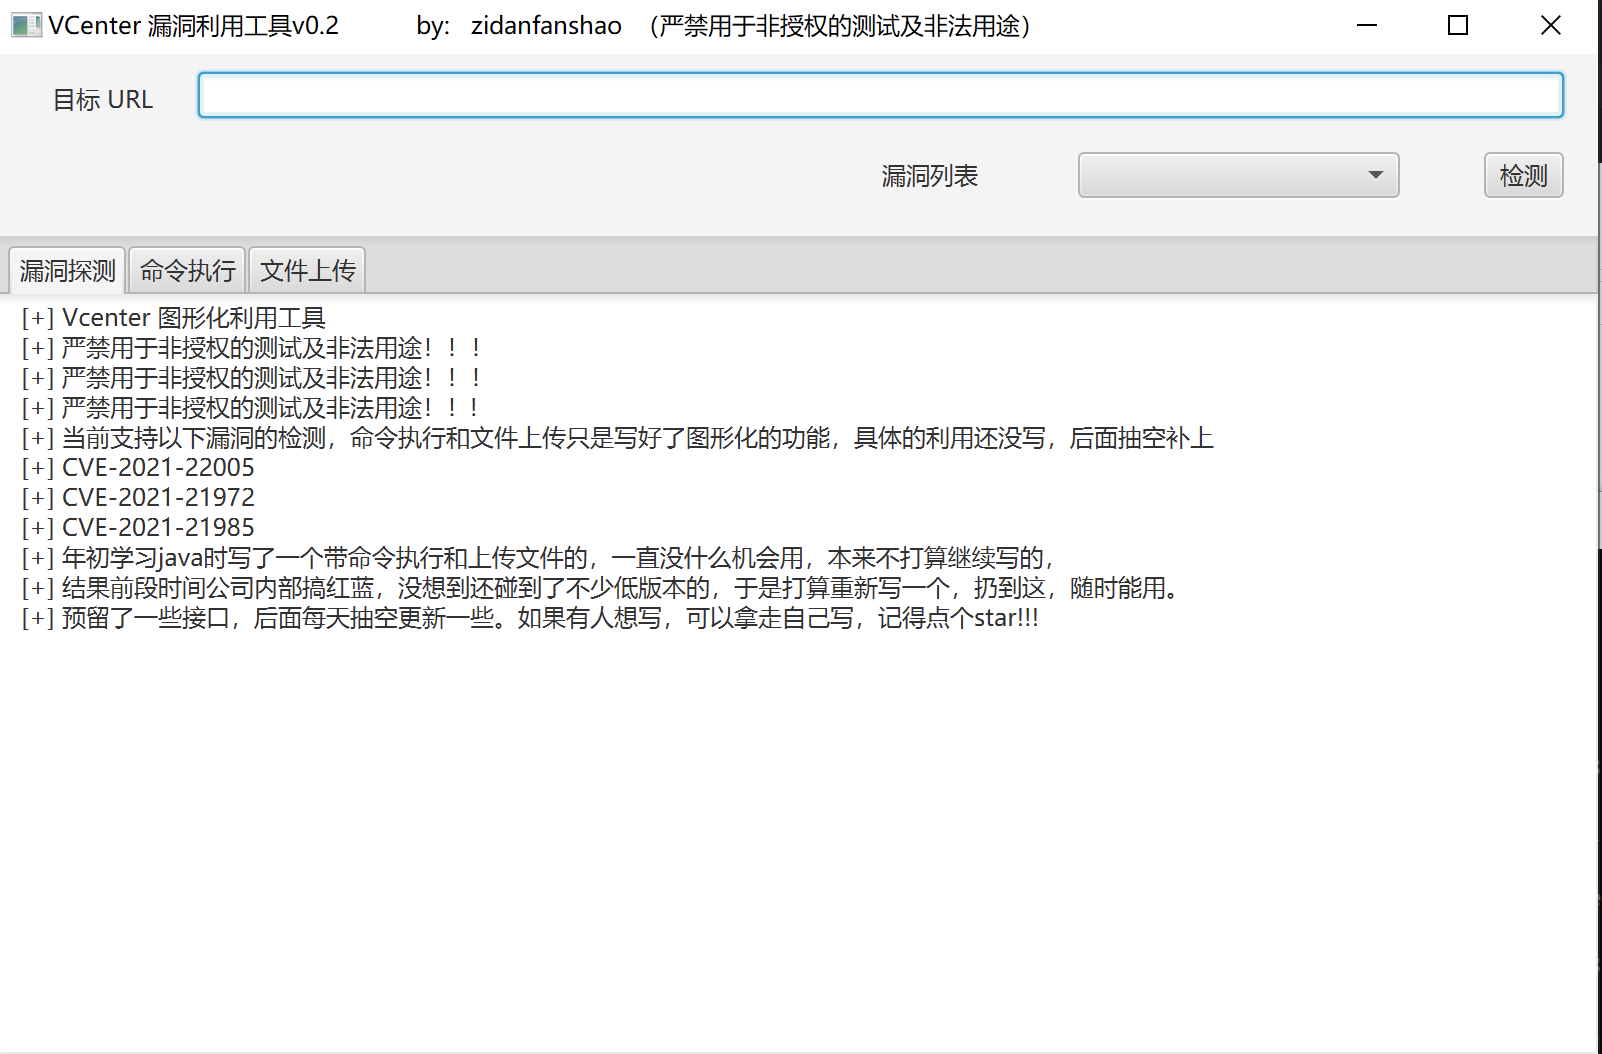 VCenter 漏洞利用工具v0.2 by: zidanfanshao （严禁用于非授权的测试及非法用途）
目标 URL
漏洞列表 检测
漏洞探测 命令执行 文件上传
[+] Vcenter 图形化利用工具
[+] 严禁用于非授权的测试及非法用途！！！
[+] 严禁用于非授权的测试及非法用途！！！
[+] 严禁用于非授权的测试及非法用途！！！
[+] 当前支持以下漏洞的检测，命令执行和文件上传只是写好了图形化的功能，具体的利用还没写，后面抽空补上
[+] CVE-2021-22005
[+] CVE-2021-21972
[+] CVE-2021-21985
[+] 年初学习java时写了一个带命令执行和上传文件的，一直没什么机会用，本来不打算继续写的，
[+] 结果前段时间公司内部搞红蓝，没想到还碰到了不少低版本的，于是打算重新写一个，扔到这，随时能用。
[+] 预留了一些接口，后面每天抽空更新一些。如果有人想写，可以拿走自己写，记得点个star!!!